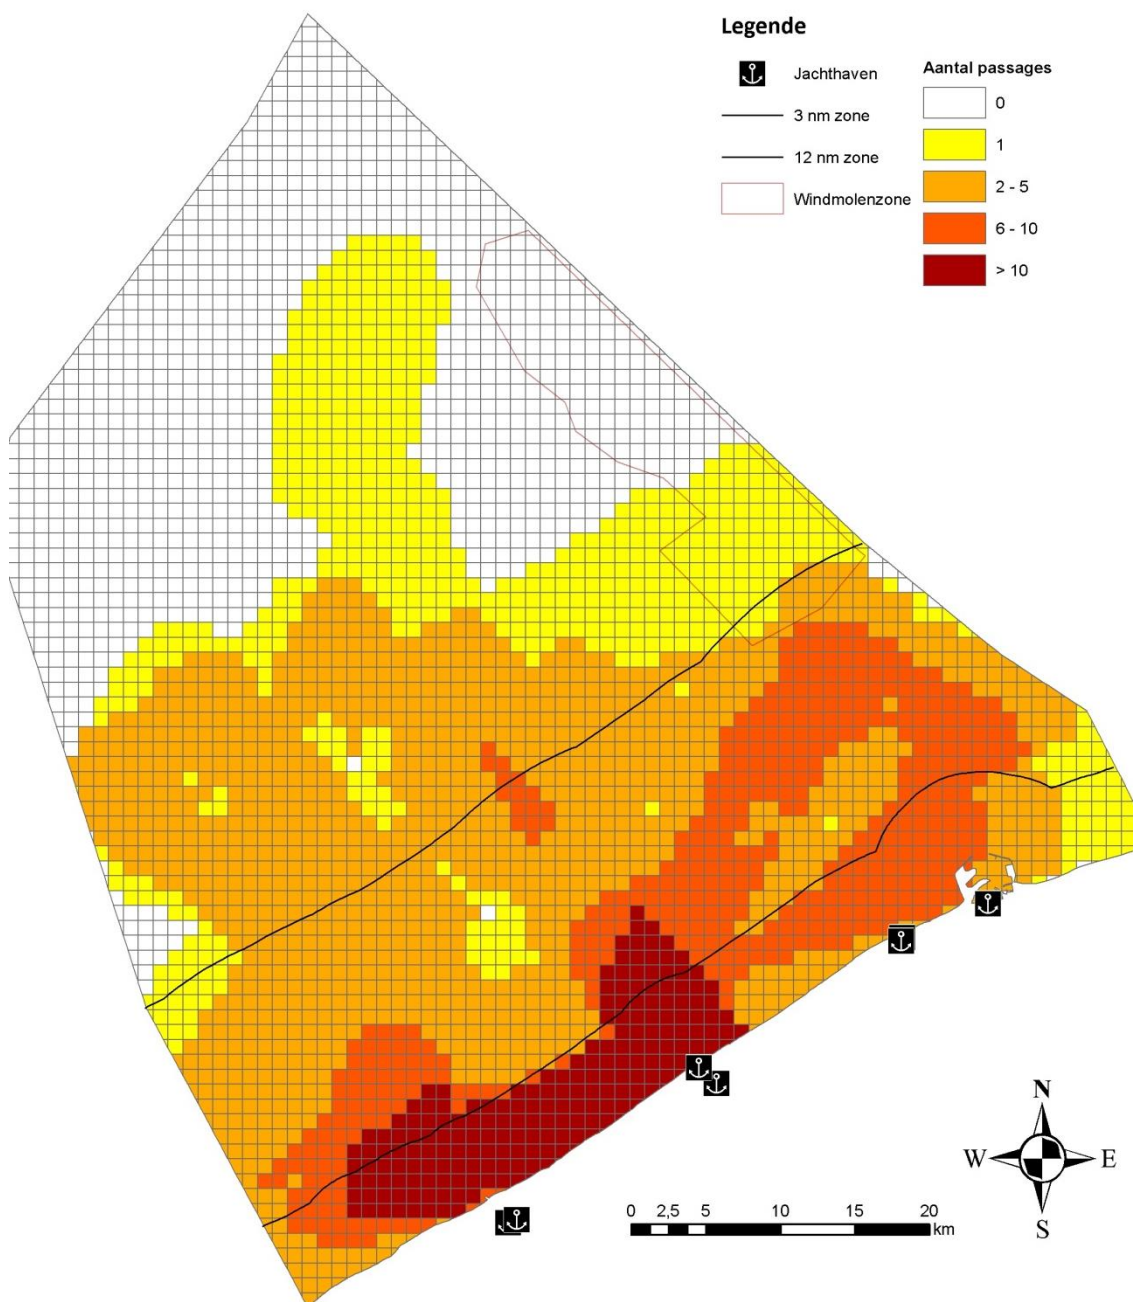 Legende
Jachthaven
3 nm zone
12 nm zone
Windmolenzone
Aantal passages
0
1
2 - 5
6 - 10
> 10
N
W E
S
0 2,5 5 10 15 20
km